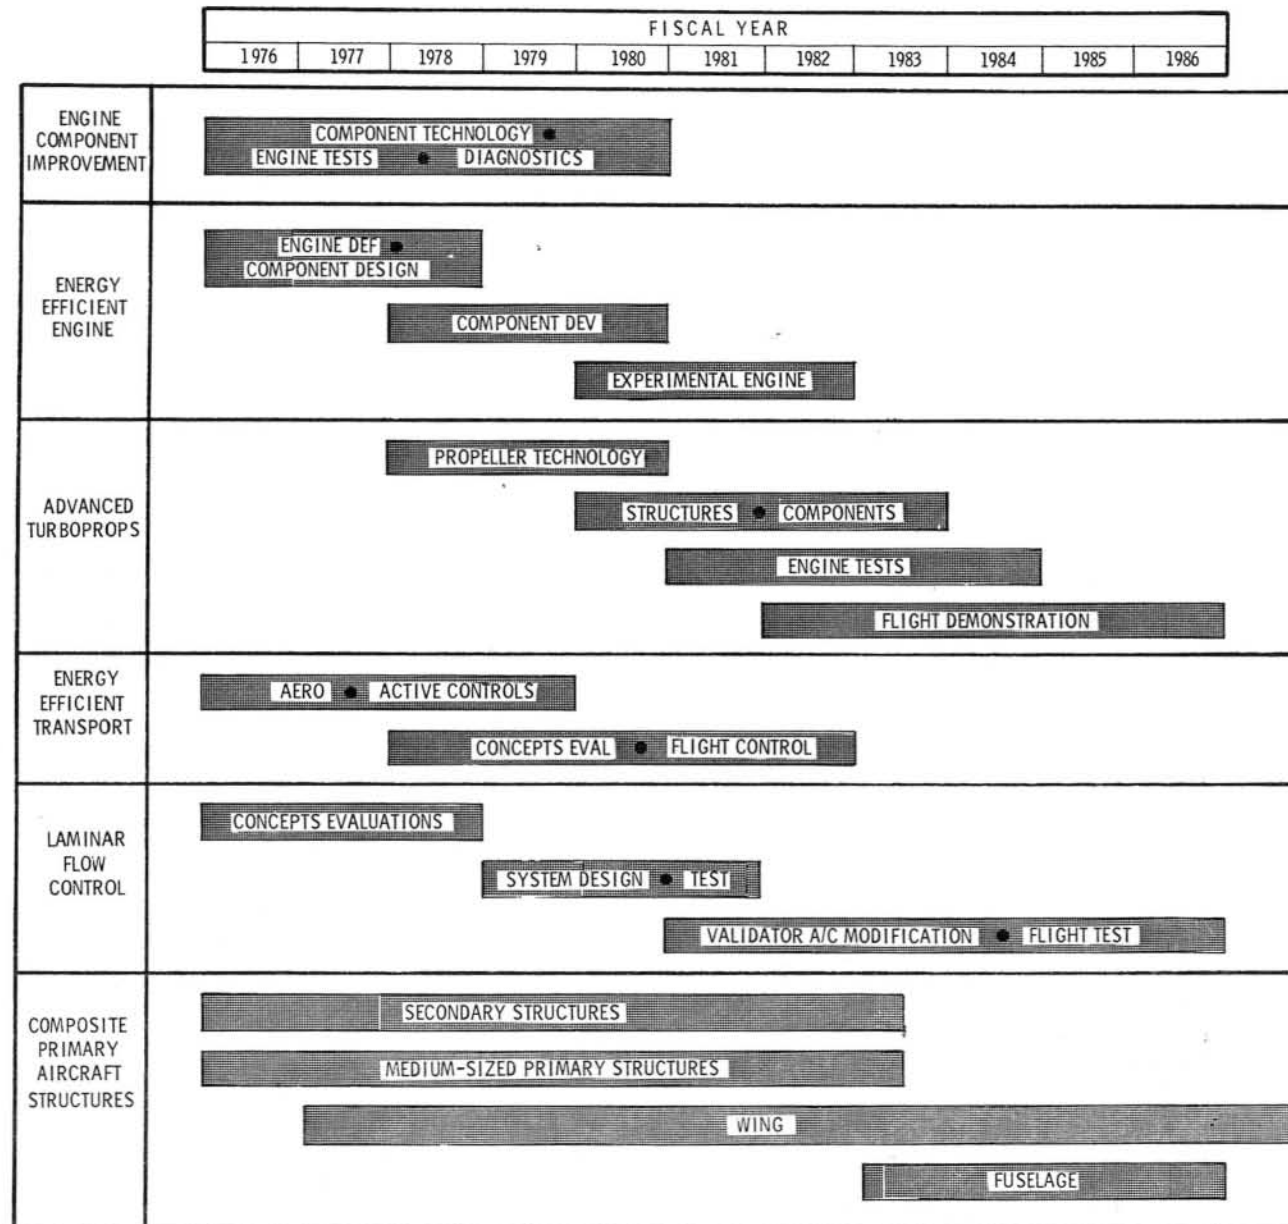 FISCAL YEAR
1976 1977 1978 1979 1980 1981 1982 1983 1984 1985 1986
ENGINE
COMPONENT
IMPROVEMENT
COMPONENT TECHNOLOGY •
ENGINE TESTS • DIAGNOSTICS
ENERGY
EFFICIENT
ENGINE
ENGINE DEF •
COMPONENT DESIGN
COMPONENT DEV
EXPERIMENTAL ENGINE
ADVANCED
TURBOPROPS
PROPELLER TECHNOLOGY
STRUCTURES • COMPONENTS
ENGINE TESTS
FLIGHT DEMONSTRATION
ENERGY
EFFICIENT
TRANSPORT
AERO • ACTIVE CONTROLS
CONCEPTS EVAL • FLIGHT CONTROL
LAMINAR
FLOW
CONTROL
CONCEPTS EVALUATIONS
SYSTEM DESIGN • TEST
VALIDATOR A/C MODIFICATION • FLIGHT TEST
COMPOSITE
PRIMARY
AIRCRAFT
STRUCTURES
SECONDARY STRUCTURES
MEDIUM-SIZED PRIMARY STRUCTURES
WING
FUSELAGE